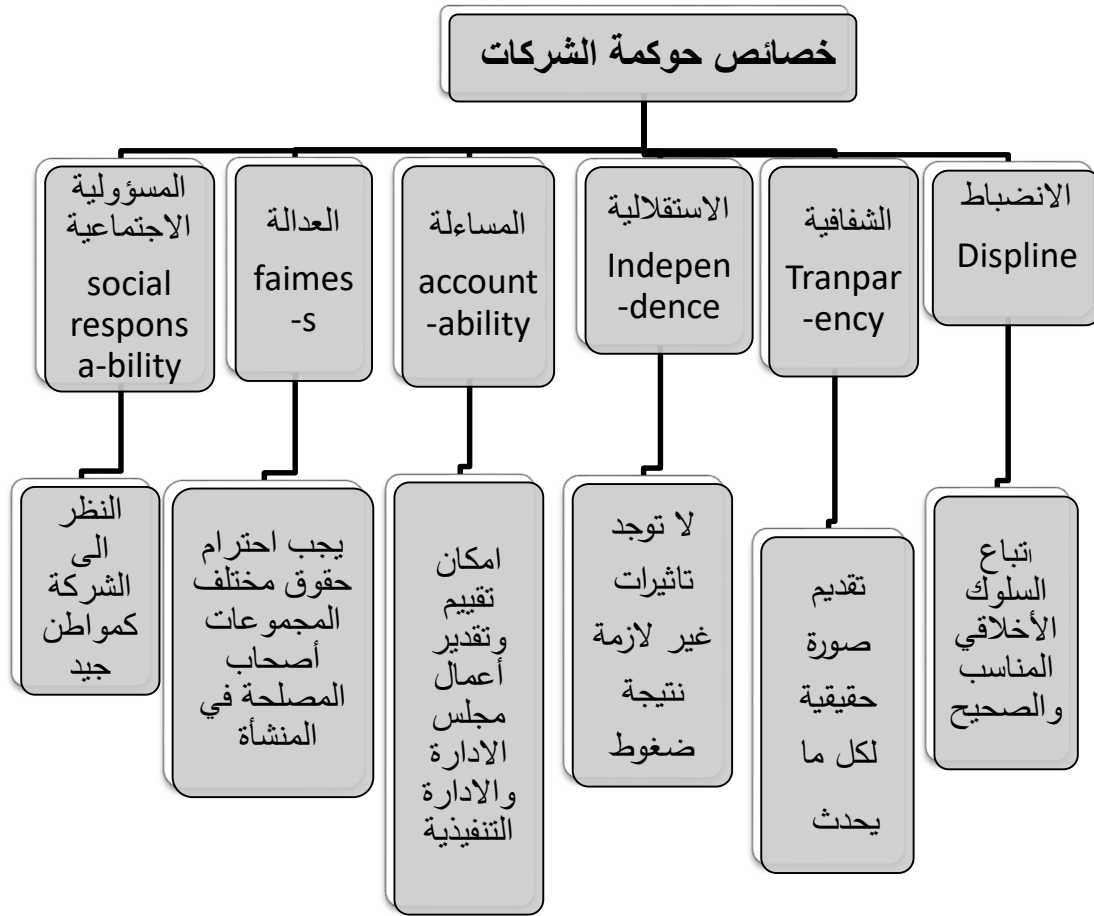 خصائص حوكمة الشركات
الانضباط
Displine
الشفافية
Tranpar
-ency
الاستقلالية
Indepen
-dence
المساءلة
account
-ability
العدالة
faimes
-s
المسؤولية
الاجتماعية
social
respons
a-bility
اتباع
السلوك
الأخلاقي
المناسب
والصحيح
تقديم
صورة
حقيقية
لكل ما
يحدث
لا توجد
تاثيرات
غير لازمة
نتيجة
ضغوط
امكان
تقييم
وتقدير
أعمال
مجلس
الادارة
والادارة
التنفيذية
يجب احترام
حقوق مختلف
المجموعات
أصحاب
المصلحة في
المنشأة
النظر
الى
الشركة
كمواطن
جيد